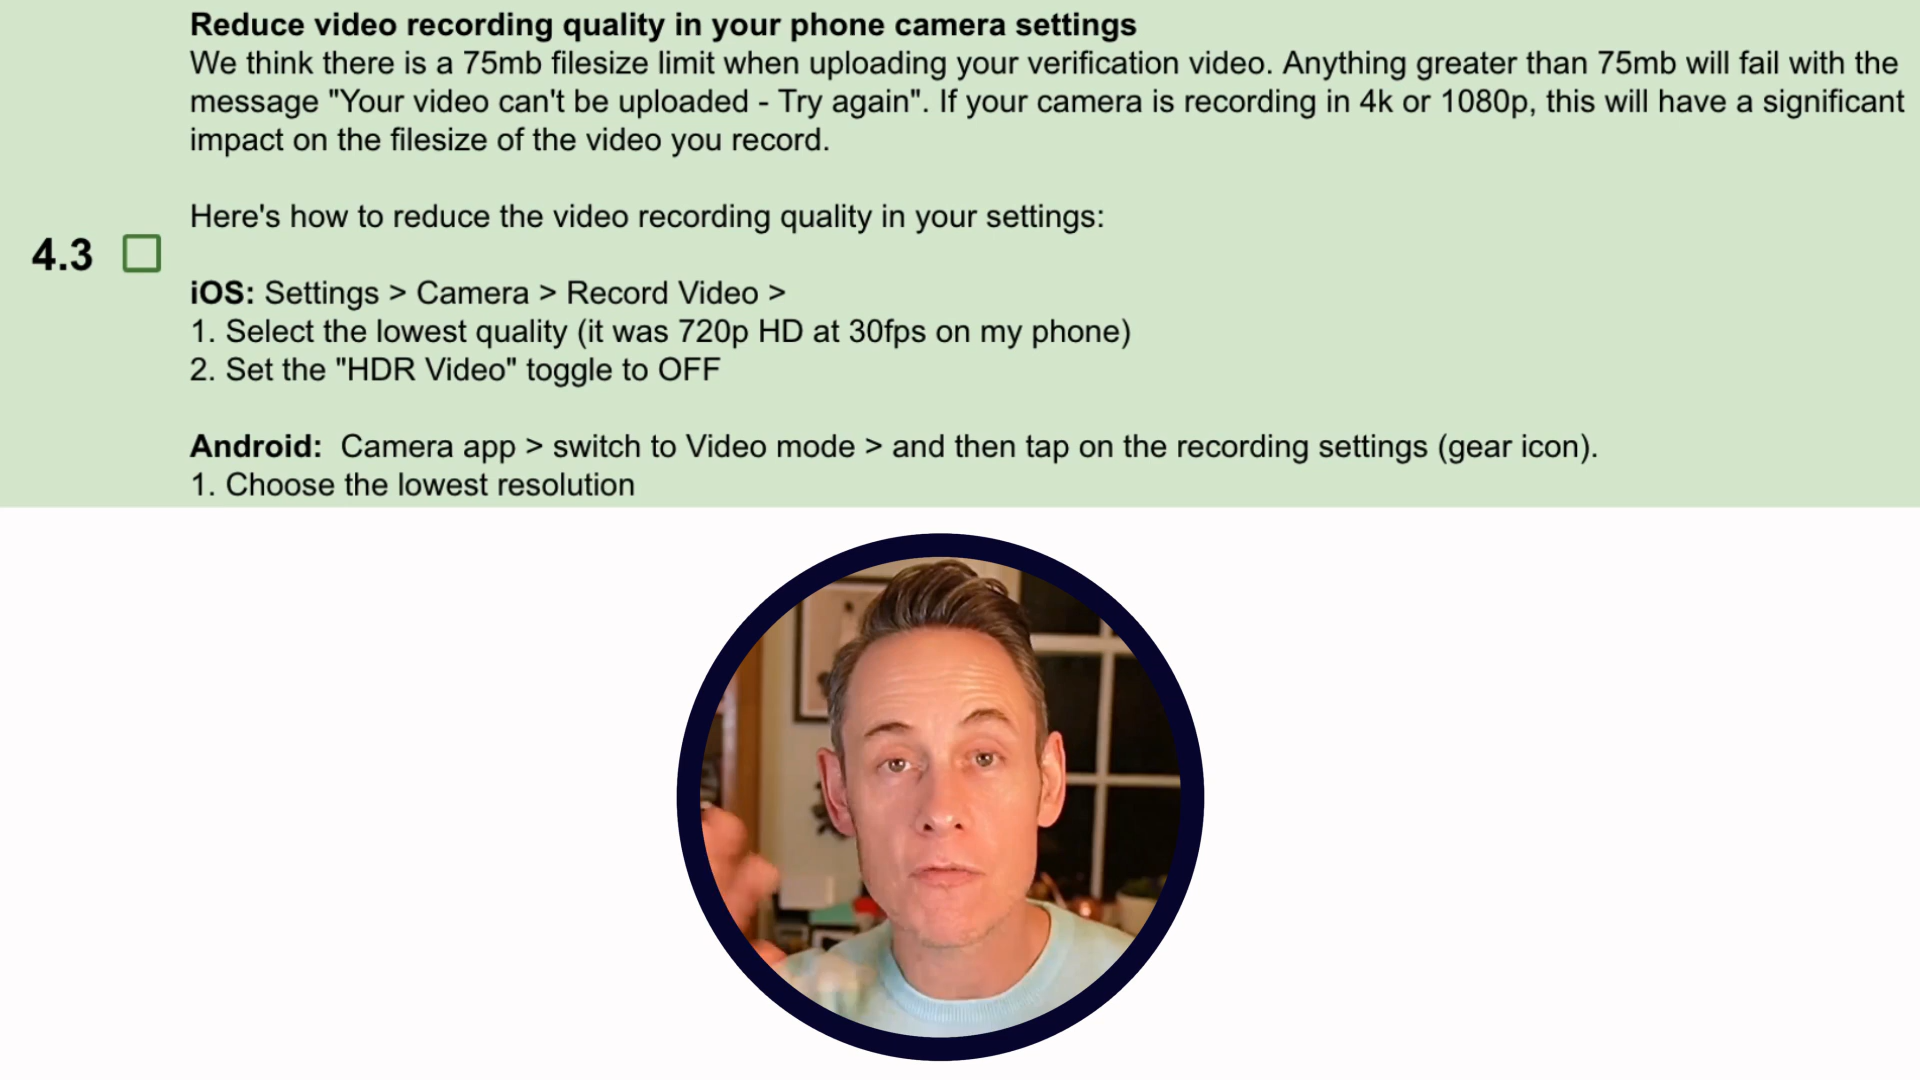 Reduce video recording quality in your phone camera settings
We think there is a 75mb filesize limit when uploading your verification video. Anything greater than 75mb will fail with the
message "Your video can't be uploaded - Try again". If your camera is recording in 4k or 1080p, this will have a significant
impact on the filesize of the video you record.
Here's how to reduce the video recording quality in your settings:
4.3
iOS: Settings > Camera > Record Video >
1. Select the lowest quality (it was 720p HD at 30fps on my phone)
2. Set the "HDR Video" toggle to OFF
Android: Camera app > switch to Video mode > and then tap on the recording settings (gear icon).
1. Choose the lowest resolution